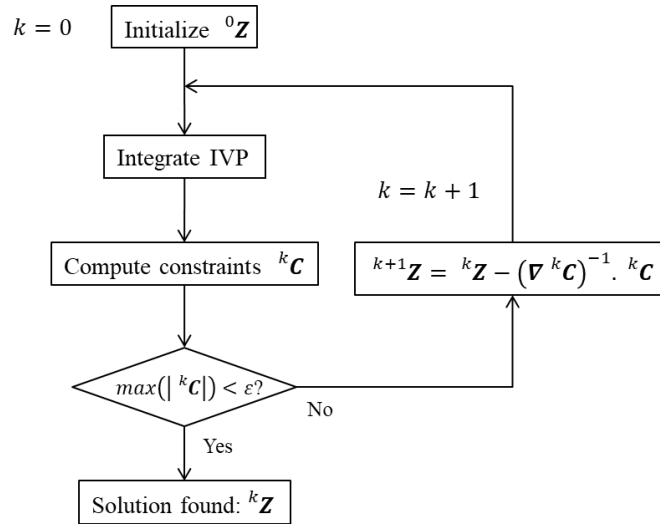 k = 0
Initialize ⁰Z
Integrate IVP
k = k + 1
Compute constraints ᵏC
ᵏ⁺¹Z = ᵏZ − (∇ ᵏC)⁻¹. ᵏC
max(| ᵏC|) < ε?
No
Yes
Solution found: ᵏZ